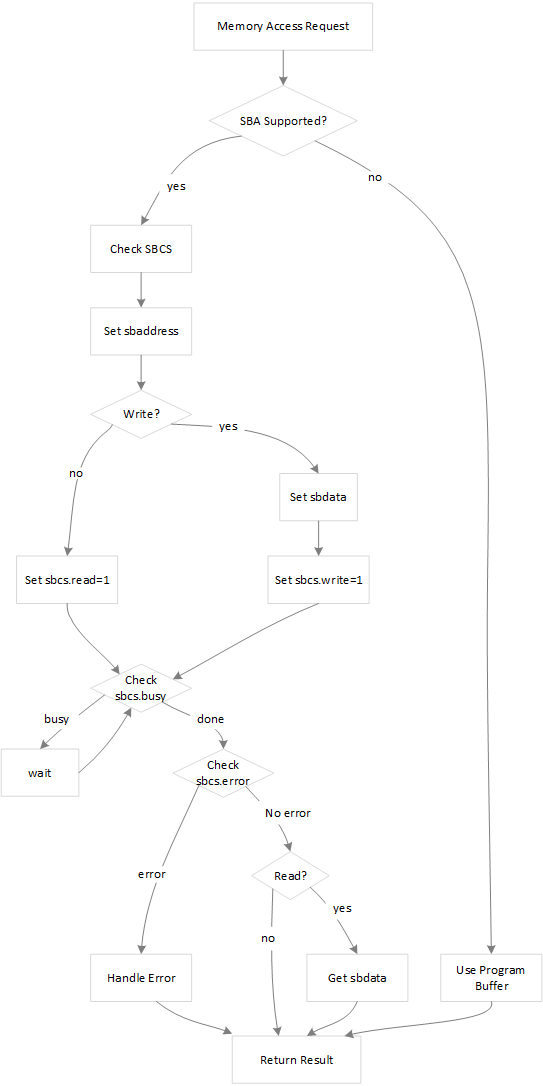 Memory Access Request
SBA Supported?
no
yes
Check SBCS
Set sbaddress
Write?
yes
no
Set sbdata
Set sbcs.read=1
Set sbcs.write=1
Check
sbcs.busy
busy
done
wait
Check
sbcs.error
No error
error
Read?
yes
no
Handle Error
Get sbdata
Use Program
Buffer
Return Result